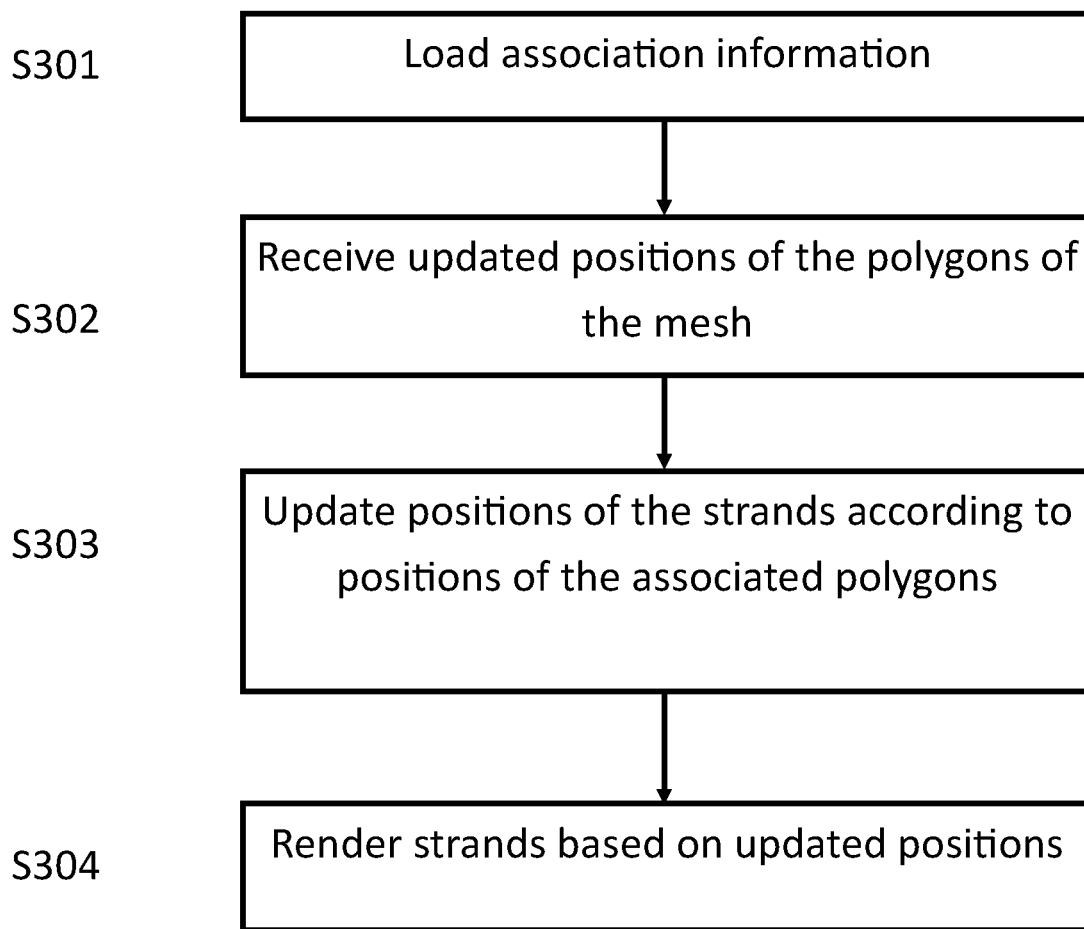 S301
Load association information
S302
Receive updated positions of the polygons of
the mesh
S303
Update positions of the strands according to
positions of the associated polygons
S304
Render strands based on updated positions